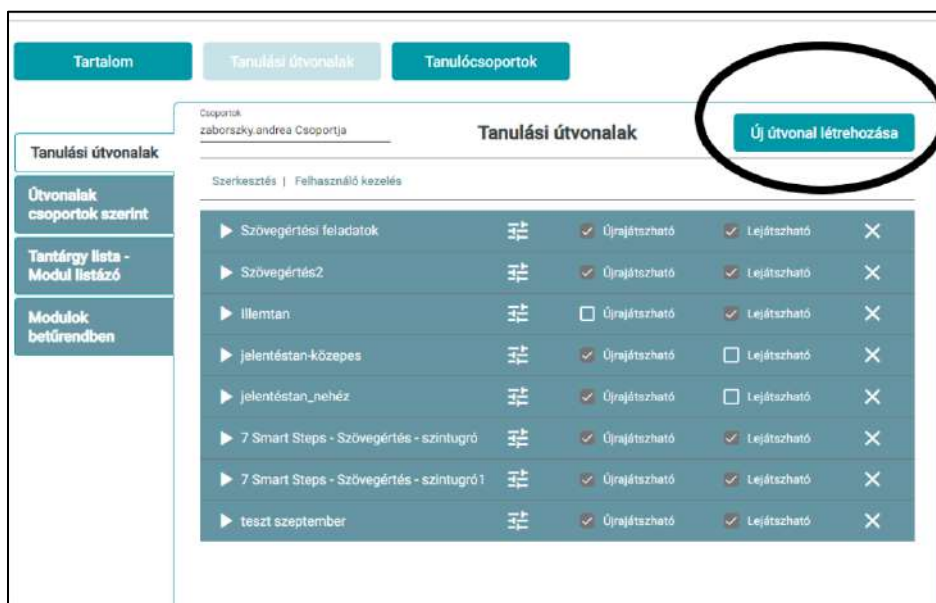 Tartalom
Tanulási útvonalak
Tanulócsoportok
Csoportok
zaborszky.andrea Csoportja
Tanulási útvonalak
Új útvonal létrehozása
Tanulási útvonalak
Útvonalak
csoportok szerint
Tantárgy lista -
Modul listázó
Modulok
betűrendben
Szerkesztés | Felhasználó kezelés
Szövegértési feladatok Újrajátszható Lejátszható
Szövegértés2 Újrajátszható Lejátszható
Illemtan Újrajátszható Lejátszható
jelentéstan-közepes Újrajátszható Lejátszható
jelentéstan_nehéz Újrajátszható Lejátszható
7 Smart Steps - Szövegértés - szintugró Újrajátszható Lejátszható
7 Smart Steps - Szövegértés - szintugró1 Újrajátszható Lejátszható
teszt szeptember Újrajátszható Lejátszható